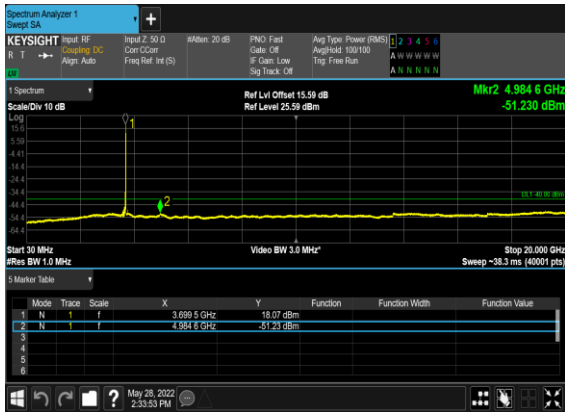 Spectrum Analyzer 1
Swept SA
KEYSIGHT Input: RF Input Z: 50 Ω #Atten: 20 dB PNO: Fast Avg Type: Power (RMS) 1 2 3 4 5 6
R T Coupling: DC Corr CCorr Gate: Off Avg|Hold: 100/100 A W W W W W
Align: Auto Freq Ref: Int (S) IF Gain: Low Trig: Free Run
Sig Track: Off A N N N N N
1 Spectrum
Scale/Div 10 dB
Ref Lvl Offset 15.59 dB
Ref Level 25.59 dBm
Mkr2 4.984 6 GHz
-51.230 dBm
Log
15.6
5.59
-4.41
-14.4
-24.4
-34.4
-44.4
-54.4
-64.4
1
2
DL1 -40.00 dBm
Start 30 MHz Video BW 3.0 MHz* Stop 20.000 GHz
#Res BW 1.0 MHz Sweep ~38.3 ms (40001 pts)
5 Marker Table
Mode Trace Scale X Y Function Function Width Function Value
1 N 1 f 3.699 5 GHz 18.07 dBm
2 N 1 f 4.984 6 GHz -51.23 dBm
3
4
5
6
? May 28, 2022
2:33:53 PM